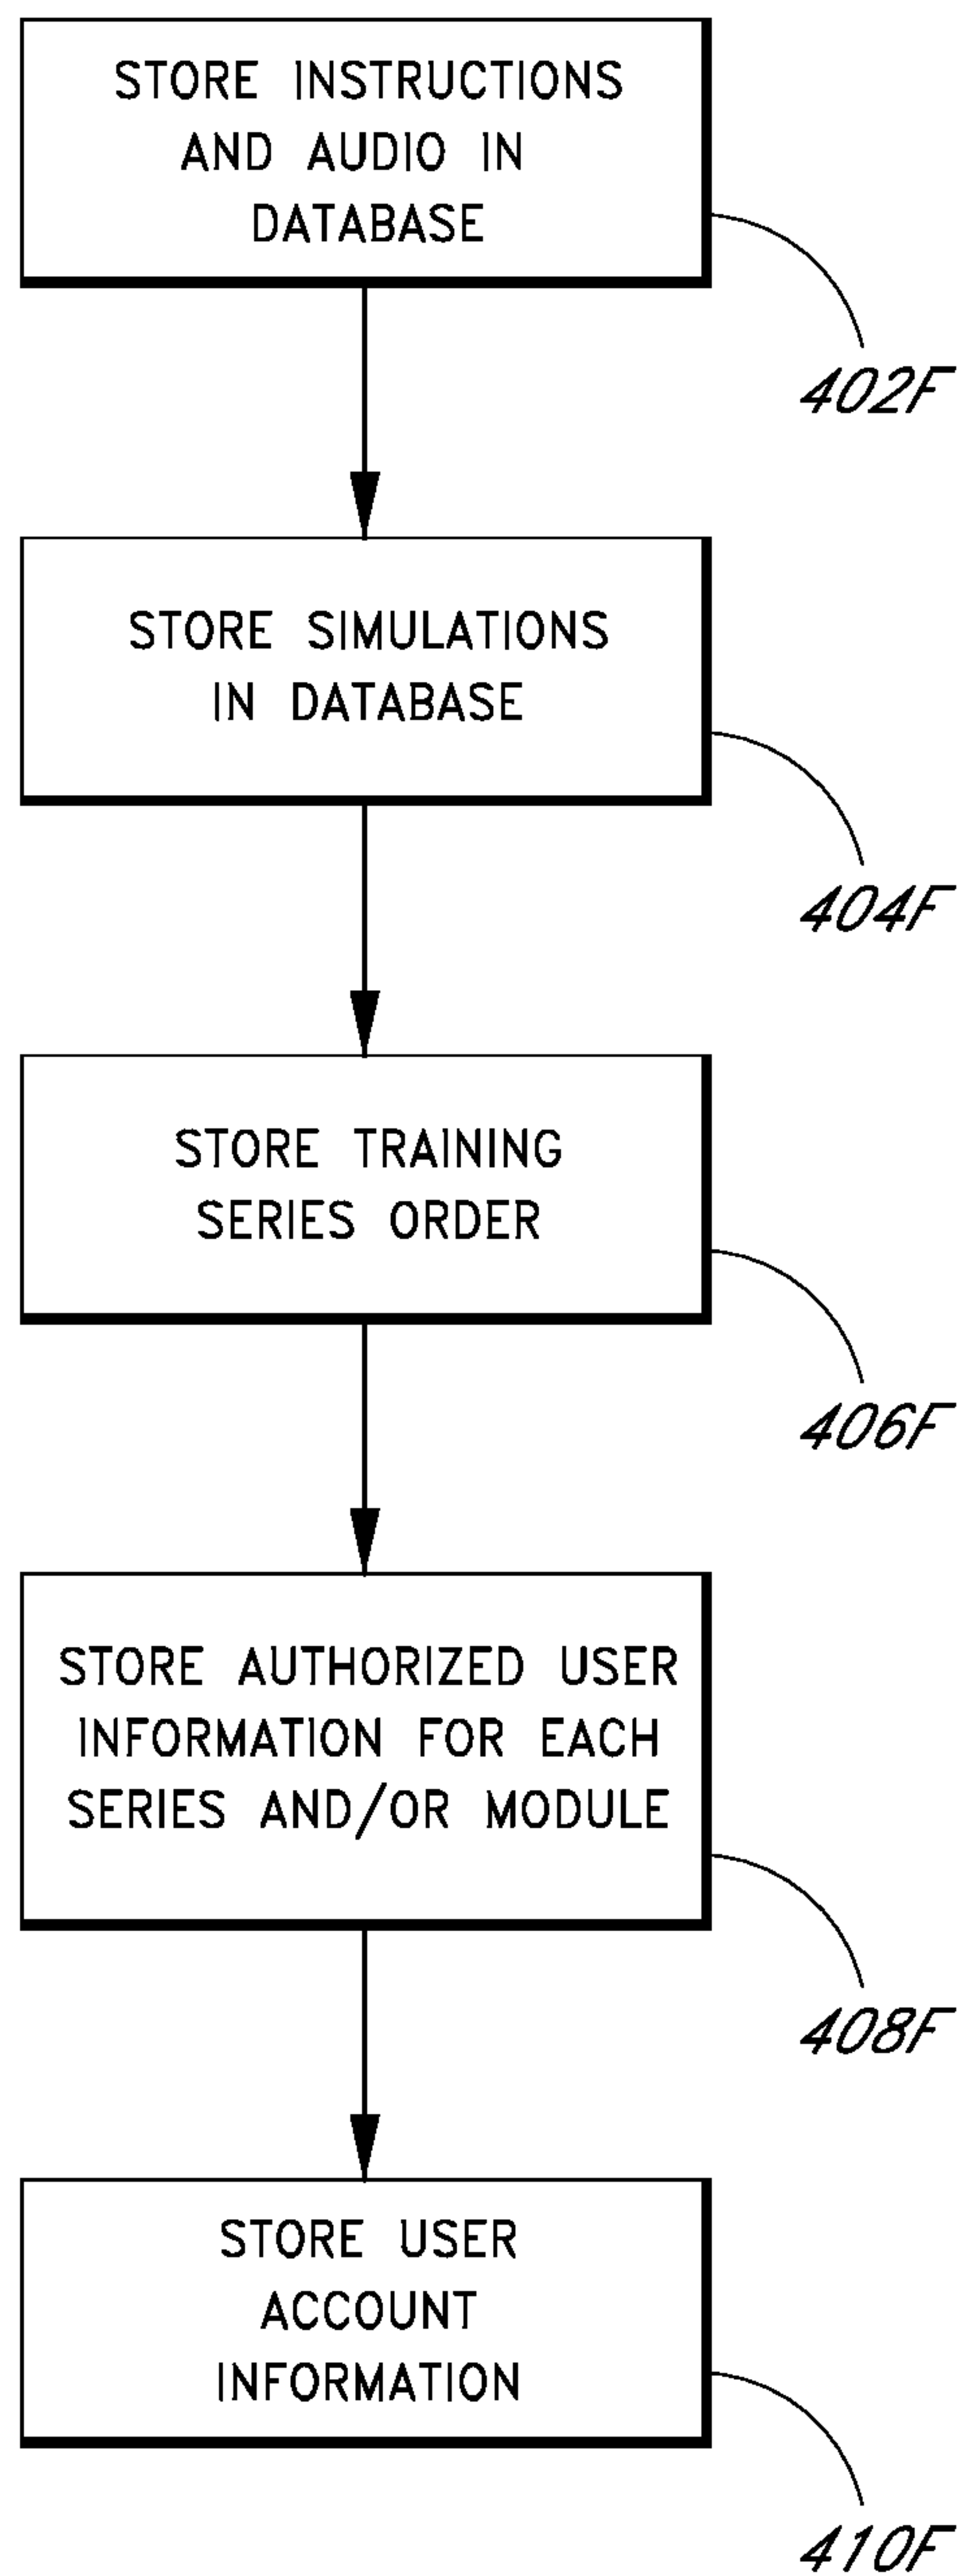 STORE INSTRUCTIONS
AND AUDIO IN
DATABASE
402F
STORE SIMULATIONS
IN DATABASE
404F
STORE TRAINING
SERIES ORDER
406F
STORE AUTHORIZED USER
INFORMATION FOR EACH
SERIES AND/OR MODULE
408F
STORE USER
ACCOUNT
INFORMATION
410F